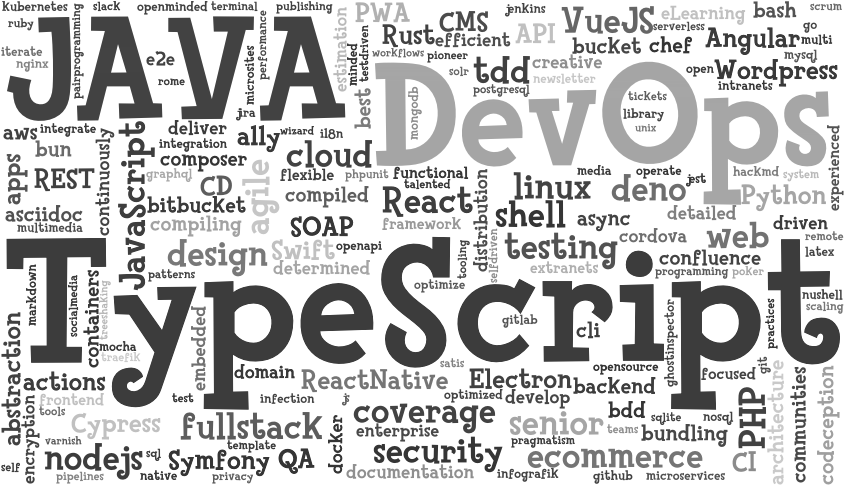 Kubernetes
slack
openminded
terminal
publishing
PWA
CMS
jenkins
VueJS
eLearning
bash
scrum
ruby
JAVA
pairprogramming
e2e
rome
microsites
performance
estimation
minded
testdriven
Rust
efficient
API
bucket
serverless
chef
Angular
go
multi
iterate
nginx
workflows
pioneer
solr
tdd
creative
newsletter
postgresql
open
Wordpress
mysql
intranets
jra
best
DevOps
mongodb
tickets
library
unix
aws
integrate
continuously
JavaScript
deliver
integration
composer
ally
wizard
i18n
cloud
bun
apps
REST
graphql
CD
bitbucket
compiling
agile
flexible
phpunit
functional
talented
compiled
React
framework
SOAP
distribution
linux
shell
media
operate
deno
jest
hackmd
system
Python
experienced
async
detailed
driven
asciidoc
multimedia
design
patterns
Swift
openapi
determined
tooling
selfdriven
testing
extranets
cordova
web
confluence
programming
poker
remote
latex
TypeScript
markdown
socialmedia
containers
treeshaking
mocha
traefik
embedded
optimize
gitlab
cli
ghostinspector
practices
nushell
scaling
abstraction
actions
domain
satis
opensource
focused
git
frontend
tools
test
infection
js
ReactNative
Electron
optimized
develop
backend
encryption
Cypress
varnish
fullstack
template
docker
coverage
enterprise
senior
pragmatism
teams
bdd
sqlite
nosql
bundling
PHP
architecture
communities
codeception
self
nodejs
sql
Symfony
QA
security
ecommerce
CI
pipelines
native
privacy
documentation
infografik
github
microservices